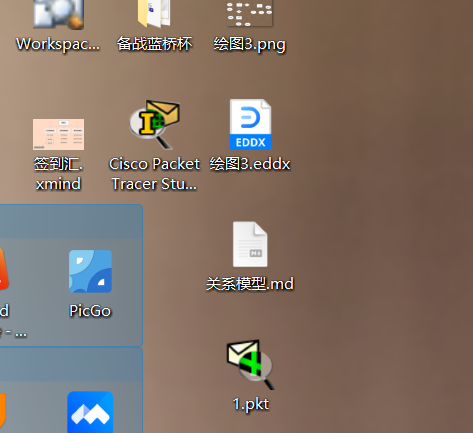 Workspac...
备战蓝桥杯
绘图3.png
签到汇.
xmind
Cisco Packet
Tracer Stu...
EDDX
绘图3.eddx
M
关系模型.md
d
PicGo
- ...
1.pkt